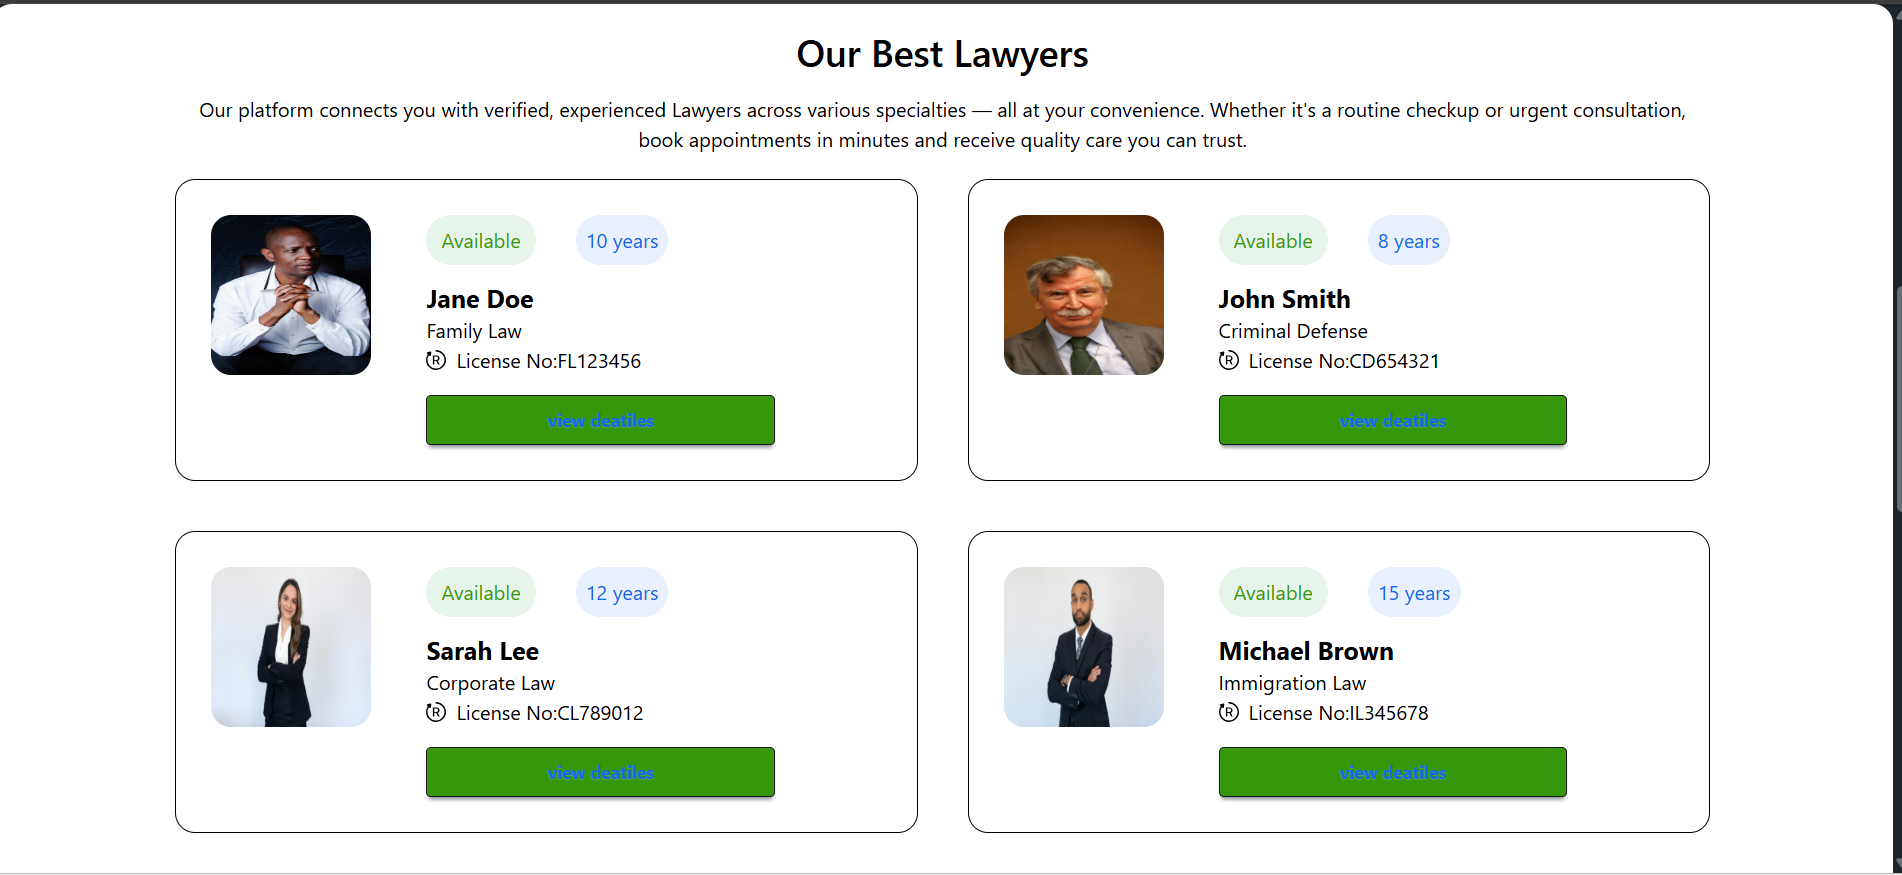 Our Best Lawyers
Our platform connects you with verified, experienced Lawyers across various specialties — all at your convenience. Whether it's a routine checkup or urgent consultation,
book appointments in minutes and receive quality care you can trust.
Available 10 years
Jane Doe
Family Law
R License No:FL123456
view deatiles
Available 8 years
John Smith
Criminal Defense
R License No:CD654321
view deatiles
Available 12 years
Sarah Lee
Corporate Law
R License No:CL789012
view deatiles
Available 15 years
Michael Brown
Immigration Law
R License No:IL345678
view deatiles